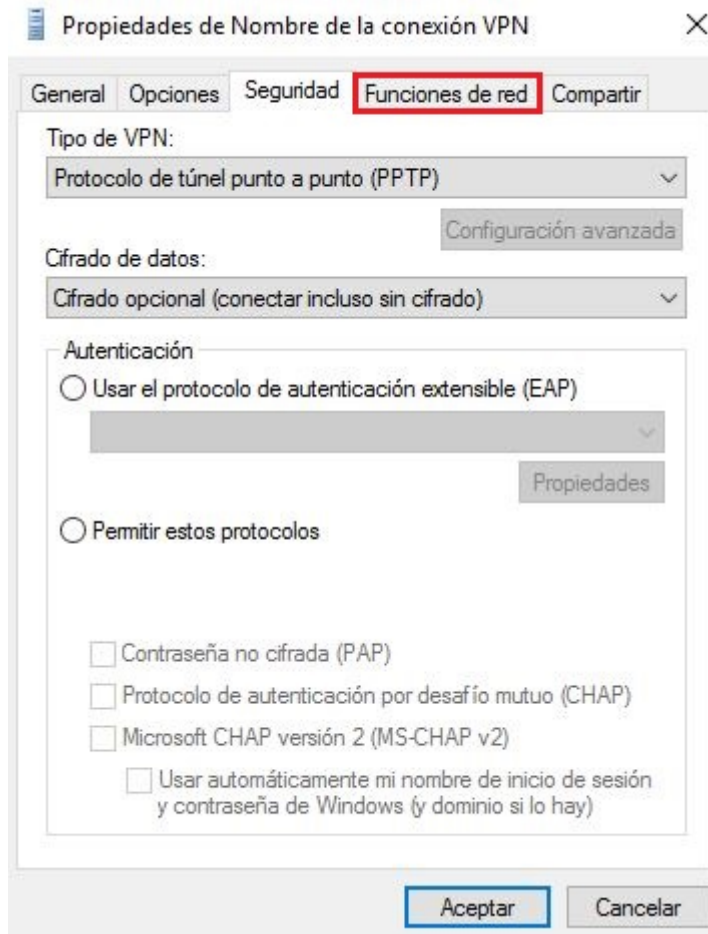 Propiedades de Nombre de la conexión VPN
General Opciones Seguridad Funciones de red Compartir
Tipo de VPN:
Protocolo de túnel punto a punto (PPTP)
Configuración avanzada
Cifrado de datos:
Cifrado opcional (conectar incluso sin cifrado)
Autenticación
Usar el protocolo de autenticación extensible (EAP)
Propiedades
Permitir estos protocolos
Contraseña no cifrada (PAP)
Protocolo de autenticación por desafío mutuo (CHAP)
Microsoft CHAP versión 2 (MS-CHAP v2)
Usar automáticamente mi nombre de inicio de sesión
y contraseña de Windows (y dominio si lo hay)
Aceptar Cancelar